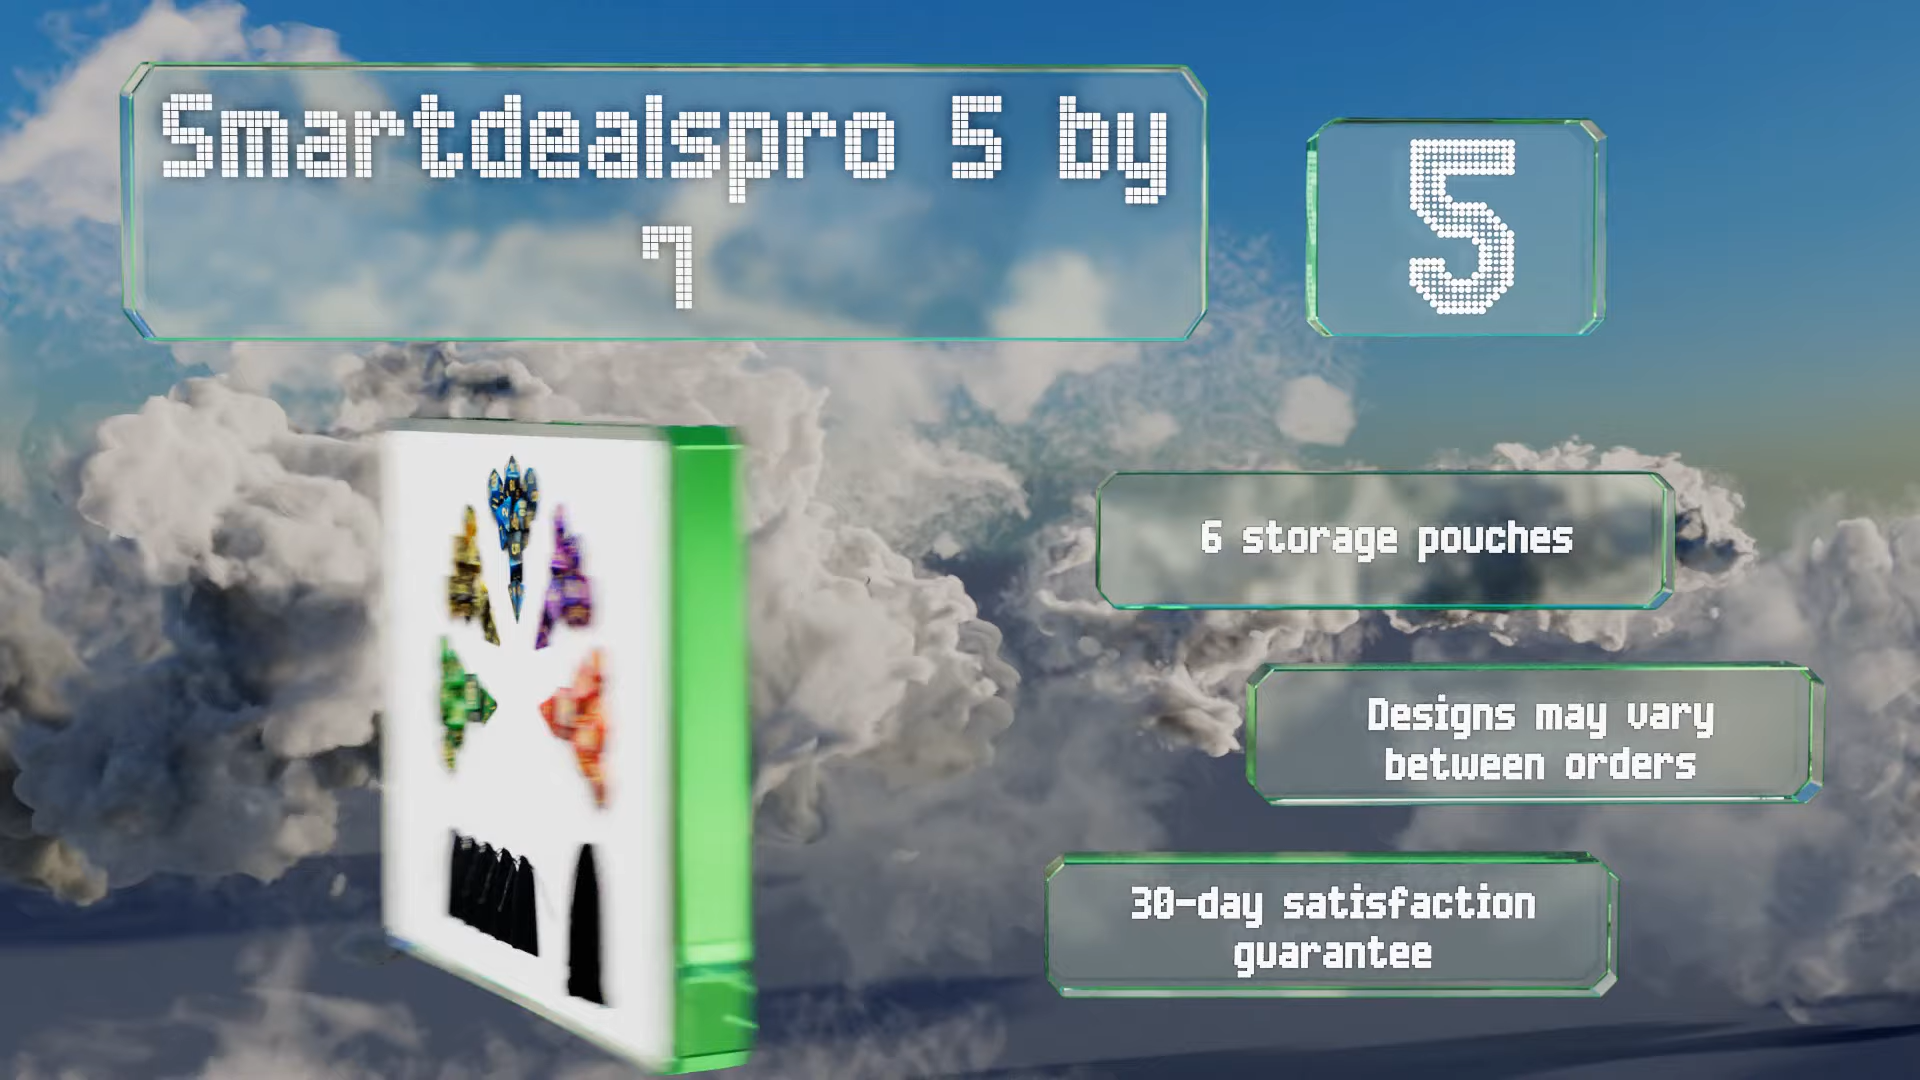 Smartdealspro 5 by
7
5
6 storage pouches
Designs may vary
between orders
30-day satisfaction
guarantee